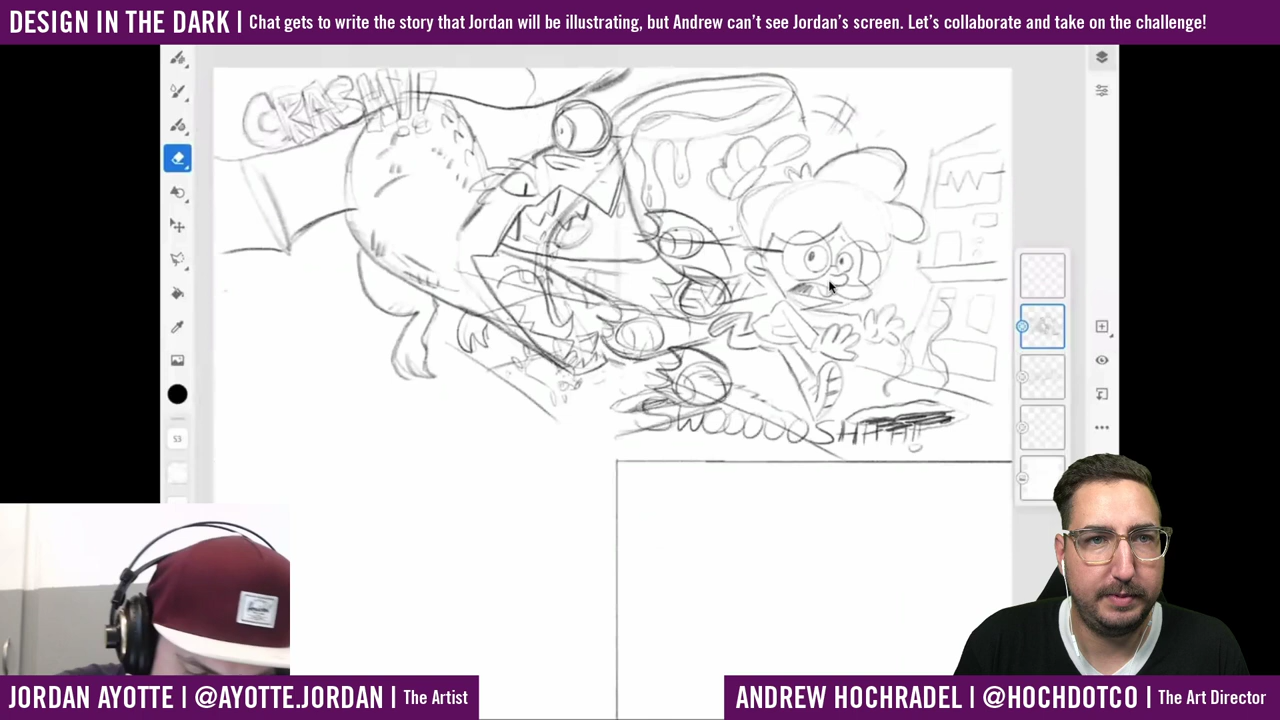 DESIGN IN THE DARK | Chat gets to write the story that Jordan will be illustrating, but Andrew can't see Jordan's screen. Let's collaborate and take on the challenge!
CRASH!!
SWOOOOOSHHH!!
53
JORDAN AYOTTE | @AYOTTE.JORDAN | The Artist
ANDREW HOCHRADEL | @HOCHDOTCO | The Art Director